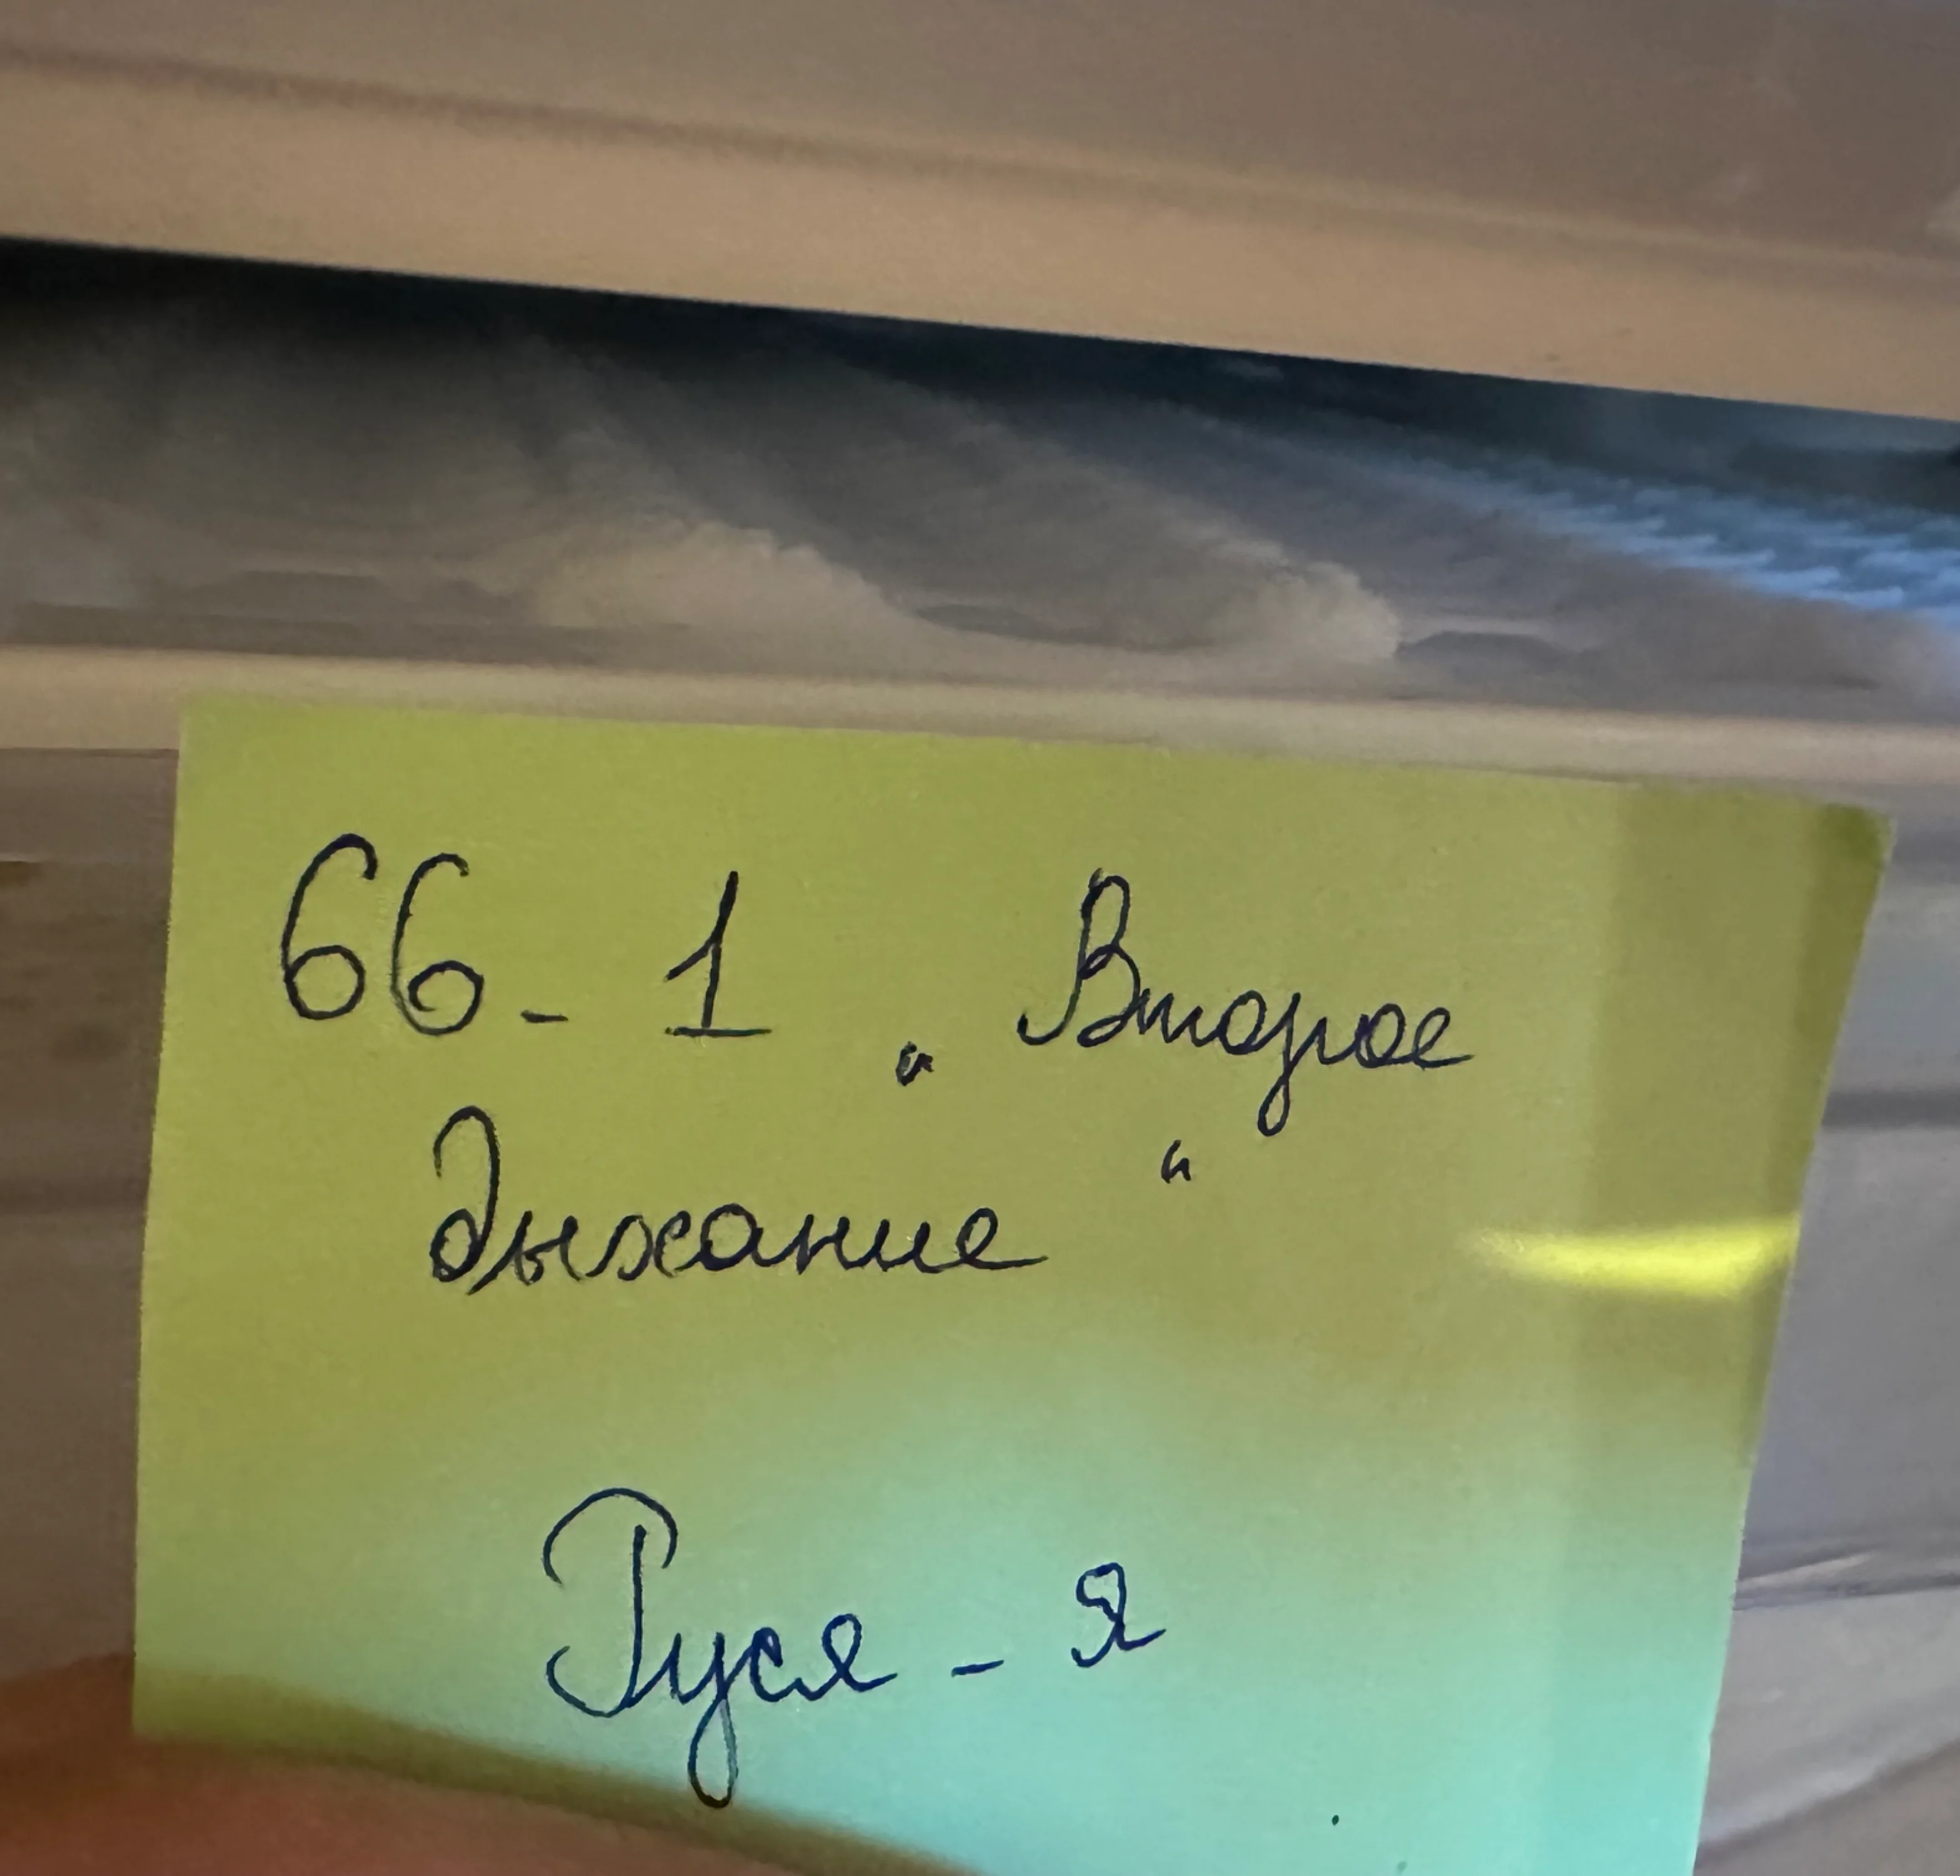 66 - 1 „ Второе
дыхание “
Руся - я